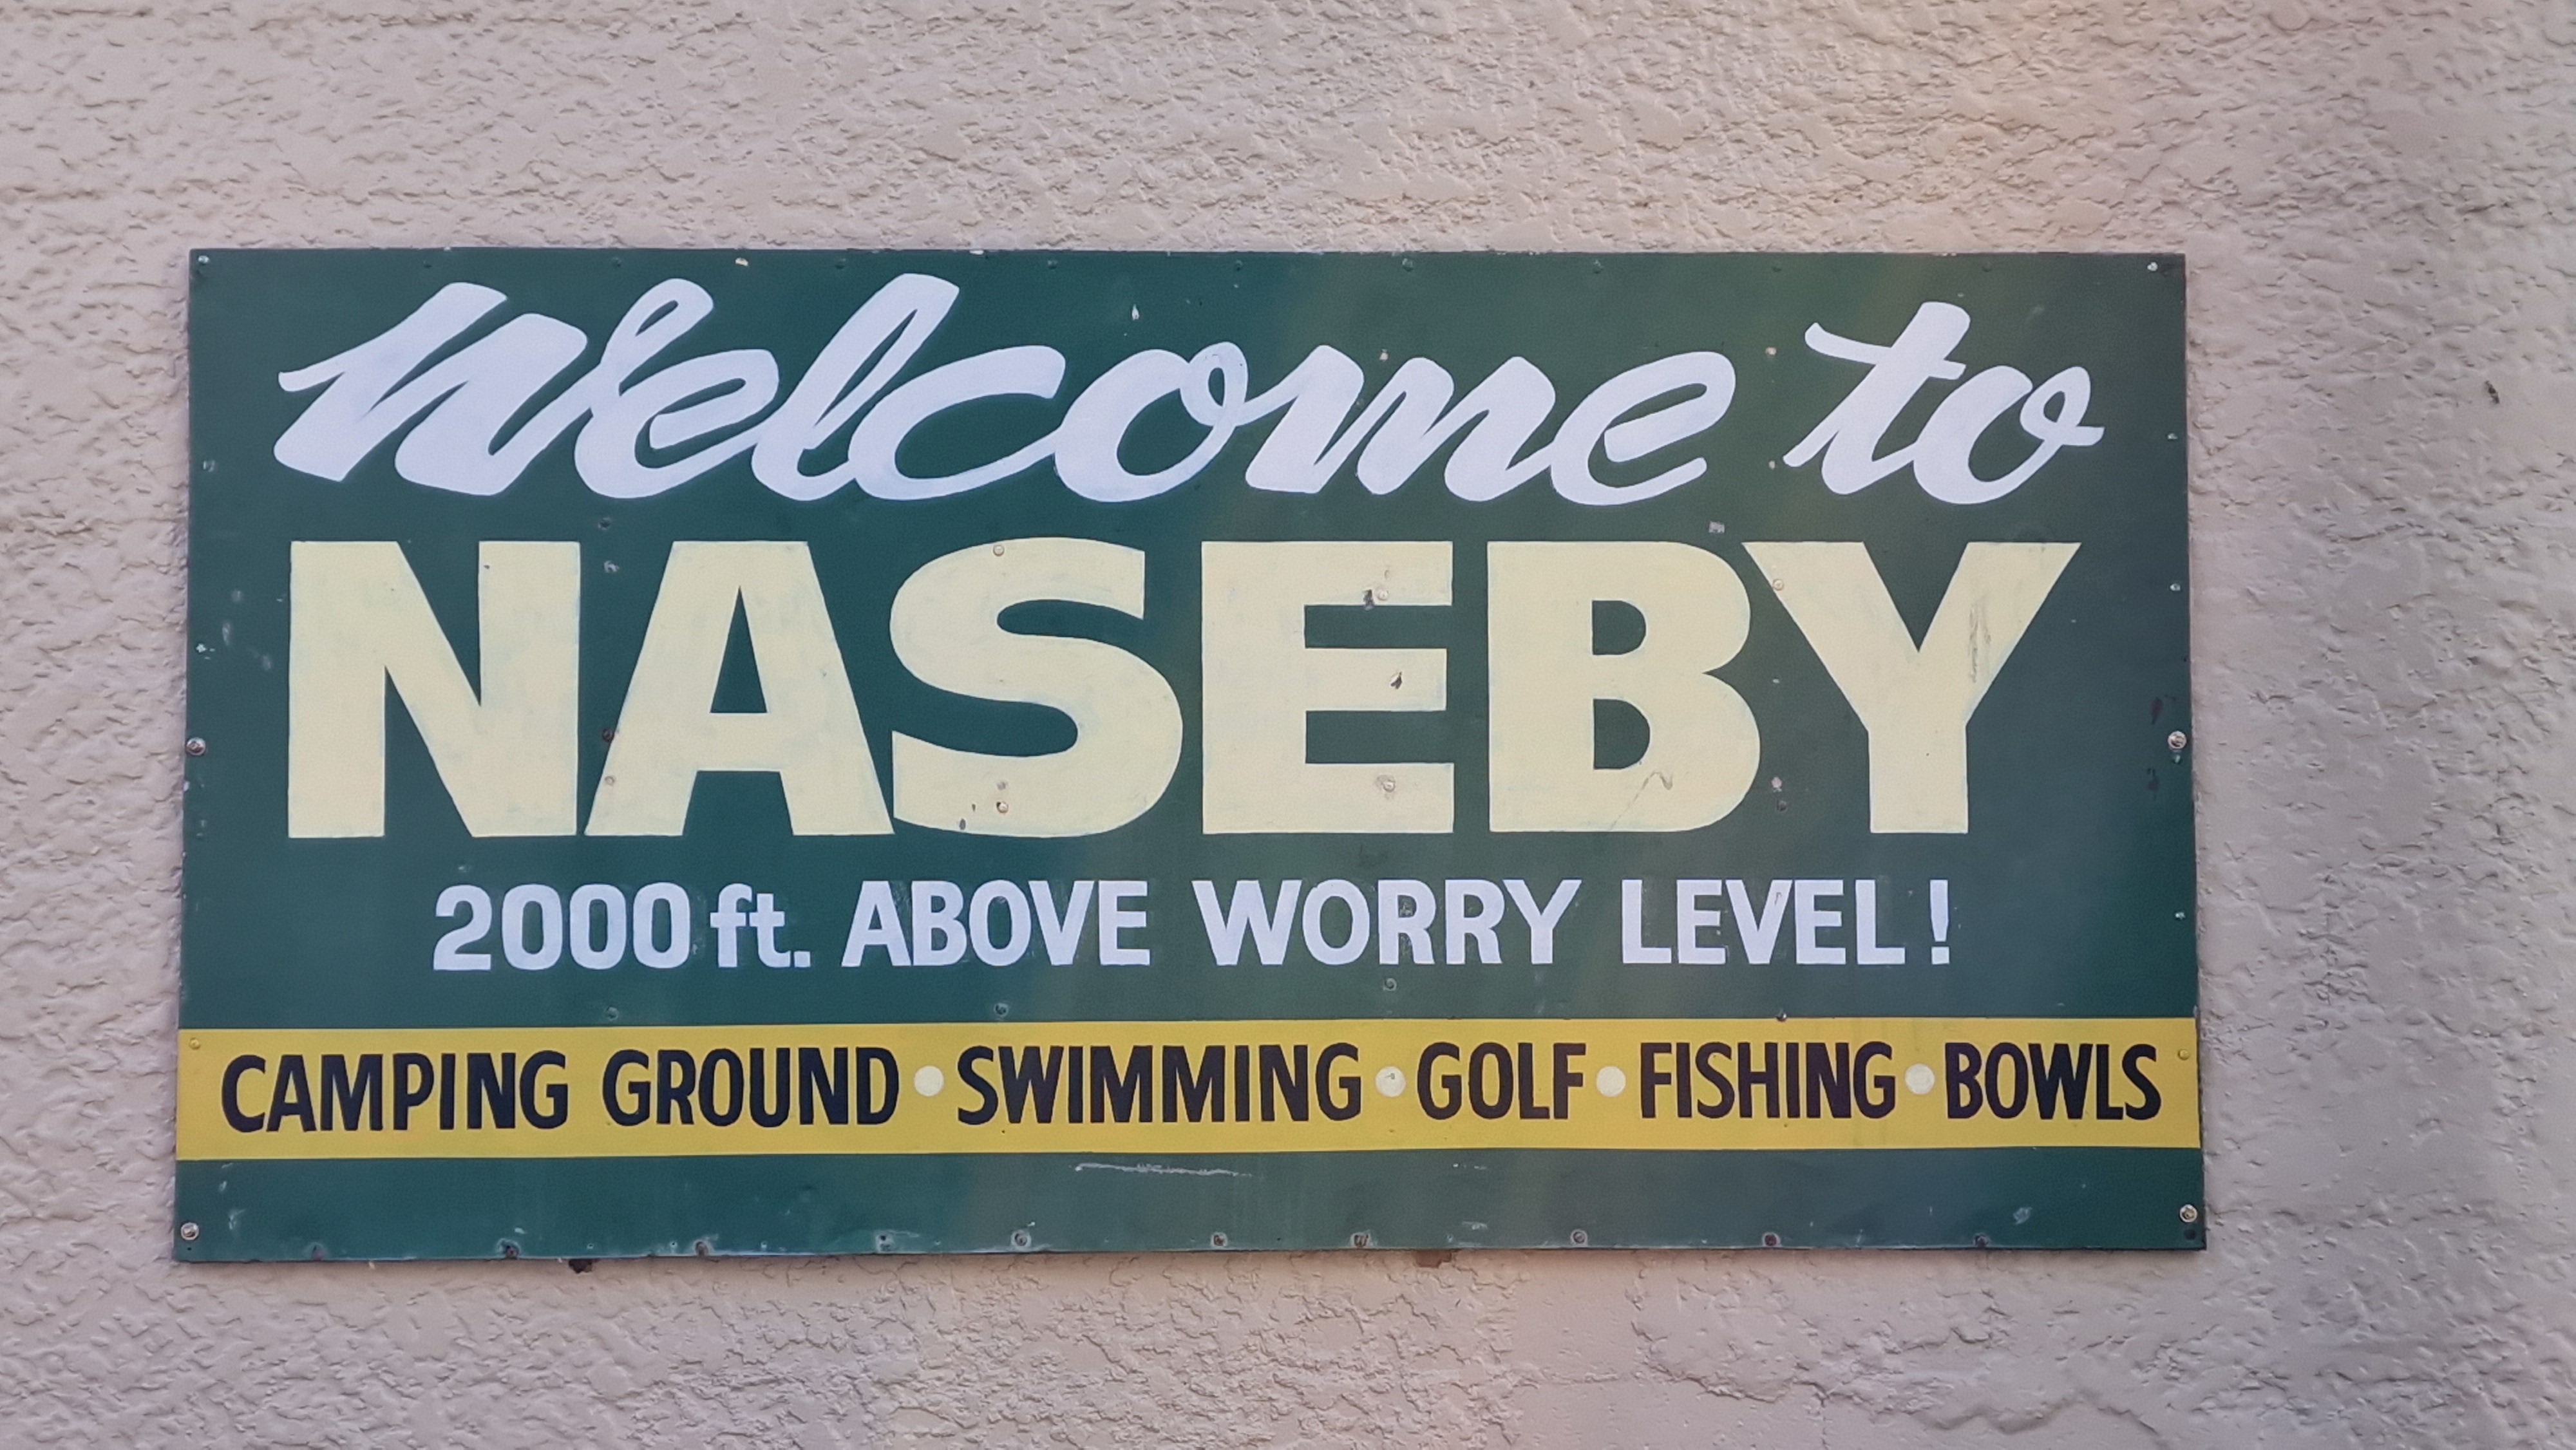 Welcome to
NASEBY
2000 ft. ABOVE WORRY LEVEL!
CAMPING GROUND • SWIMMING • GOLF • FISHING • BOWLS